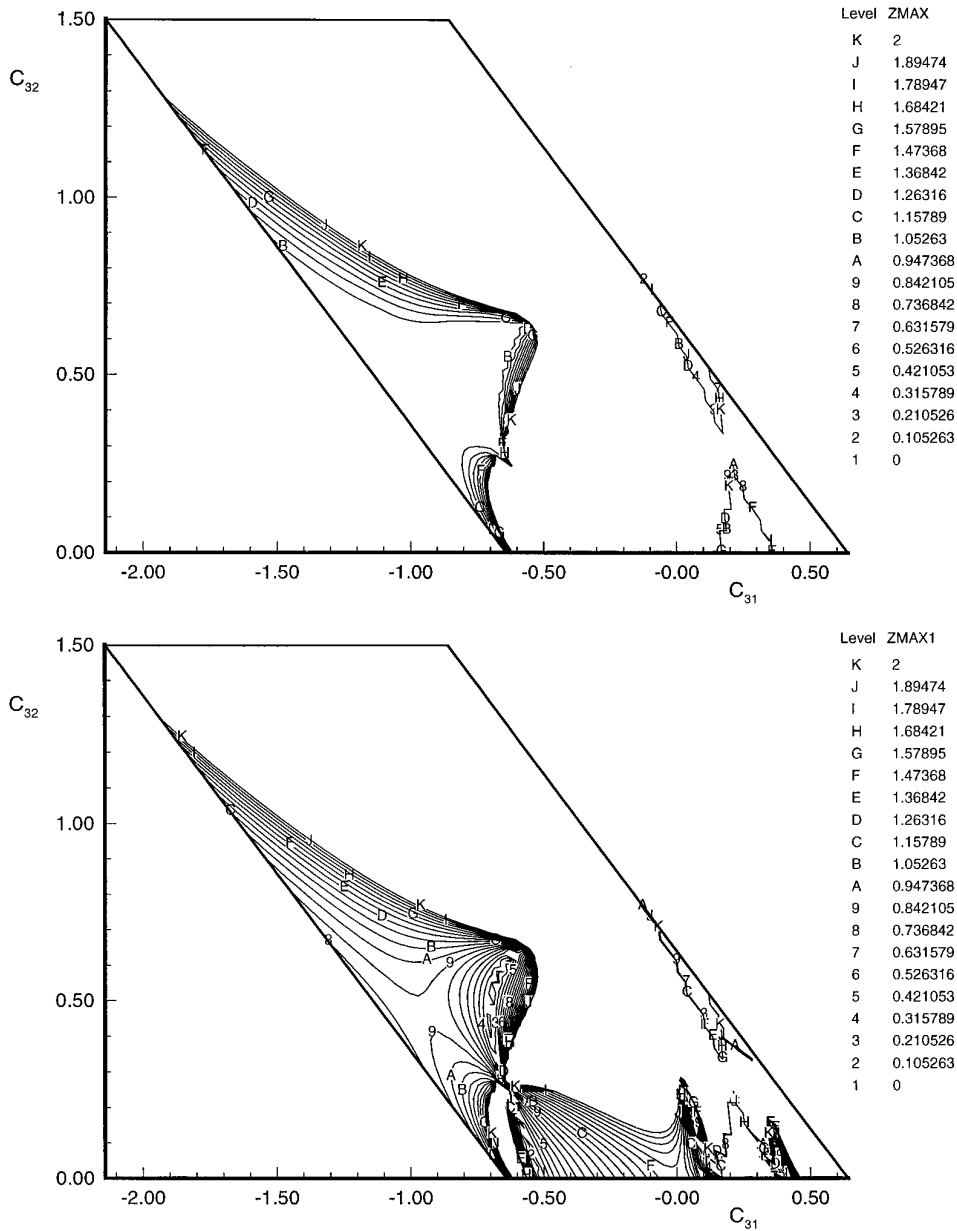 Level ZMAX
K 2
J 1.89474
I 1.78947
H 1.68421
G 1.57895
F 1.47368
E 1.36842
D 1.26316
C 1.15789
B 1.05263
A 0.947368
9 0.842105
8 0.736842
7 0.631579
6 0.526316
5 0.421053
4 0.315789
3 0.210526
2 0.105263
1 0
1.50
C32
1.00
0.50
0.00
-2.00 -1.50 -1.00 -0.50 -0.00 0.50
C31
Level ZMAX1
K 2
J 1.89474
I 1.78947
H 1.68421
G 1.57895
F 1.47368
E 1.36842
D 1.26316
C 1.15789
B 1.05263
A 0.947368
9 0.842105
8 0.736842
7 0.631579
6 0.526316
5 0.421053
4 0.315789
3 0.210526
2 0.105263
1 0
1.50
C32
1.00
0.50
0.00
-2.00 -1.50 -1.00 -0.50 -0.00 0.50
C31